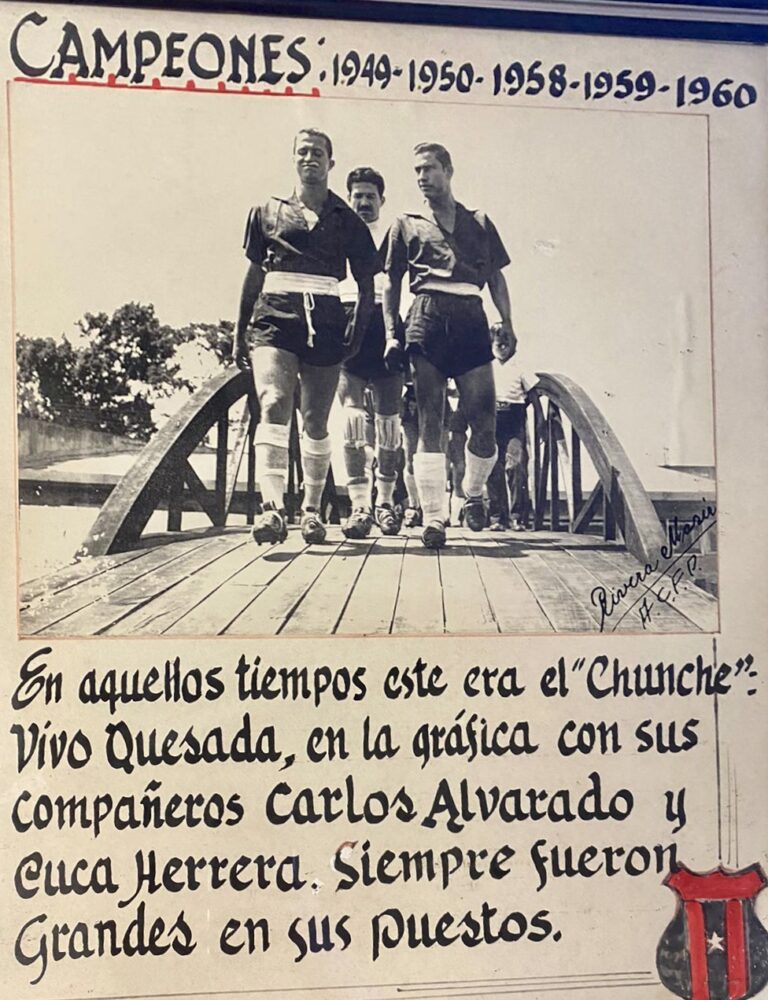 CAMPEONES: 1949-1950-1958-1959-1960
Rivera
H.C.F.P.
En aquellos tiempos este era el "Chunche":
Vivo Quesada, en la gráfica con sus
compañeros Carlos Alvarado y
Cuca Herrera. Siempre fueron
Grandes en sus puestos.